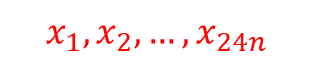 x₁, x₂, …, x₂₄ₙ